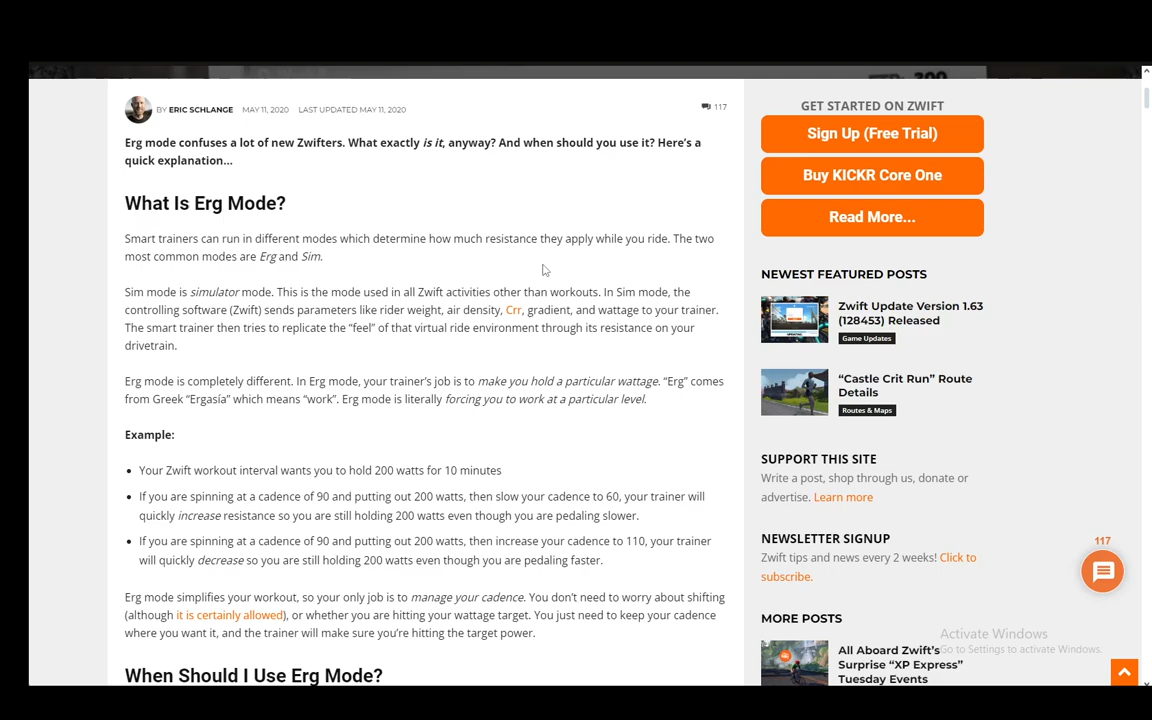 BY ERIC SCHLANGE MAY 11, 2020 LAST UPDATED MAY 11, 2020
117
Erg mode confuses a lot of new Zwifters. What exactly is it, anyway? And when should you use it? Here's a
quick explanation…
What Is Erg Mode?
Smart trainers can run in different modes which determine how much resistance they apply while you ride. The two
most common modes are Erg and Sim.
Sim mode is simulator mode. This is the mode used in all Zwift activities other than workouts. In Sim mode, the
controlling software (Zwift) sends parameters like rider weight, air density, Crr, gradient, and wattage to your trainer.
The smart trainer then tries to replicate the “feel” of that virtual ride environment through its resistance on your
drivetrain.
Erg mode is completely different. In Erg mode, your trainer's job is to make you hold a particular wattage. “Erg” comes
from Greek “Ergasía” which means “work”. Erg mode is literally forcing you to work at a particular level.
Example:
• Your Zwift workout interval wants you to hold 200 watts for 10 minutes
• If you are spinning at a cadence of 90 and putting out 200 watts, then slow your cadence to 60, your trainer will
quickly increase resistance so you are still holding 200 watts even though you are pedaling slower.
• If you are spinning at a cadence of 90 and putting out 200 watts, then increase your cadence to 110, your trainer
will quickly decrease so you are still holding 200 watts even though you are pedaling faster.
Erg mode simplifies your workout, so your only job is to manage your cadence. You don't need to worry about shifting
(although it is certainly allowed), or whether you are hitting your wattage target. You just need to keep your cadence
where you want it, and the trainer will make sure you're hitting the target power.
When Should I Use Erg Mode?
GET STARTED ON ZWIFT
Sign Up (Free Trial)
Buy KICKR Core One
Read More...
NEWEST FEATURED POSTS
Zwift Update Version 1.63
(128453) Released
Game Updates
“Castle Crit Run” Route
Details
Routes & Maps
SUPPORT THIS SITE
Write a post, shop through us, donate or
advertise. Learn more
NEWSLETTER SIGNUP
Zwift tips and news every 2 weeks! Click to
subscribe.
117
MORE POSTS
All Aboard Zwift's
Surprise “XP Express”
Tuesday Events
Activate Windows
Go to Settings to activate Windows.